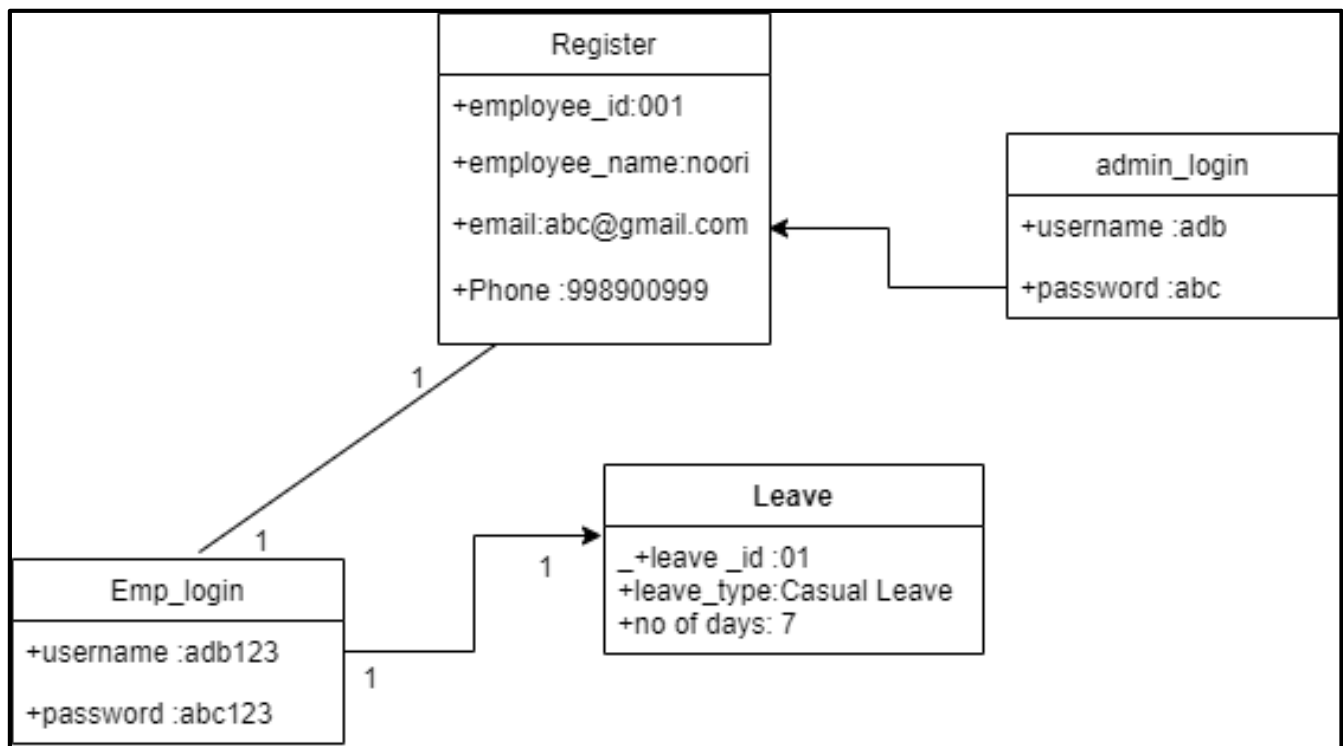 Register
+employee_id:001
+employee_name:noori
+email:abc@gmail.com
+Phone :998900999
admin_login
+username :adb
+password :abc
1
1
Emp_login
+username :adb123
+password :abc123
1
1
Leave
_+leave _id :01
+leave_type:Casual Leave
+no of days: 7